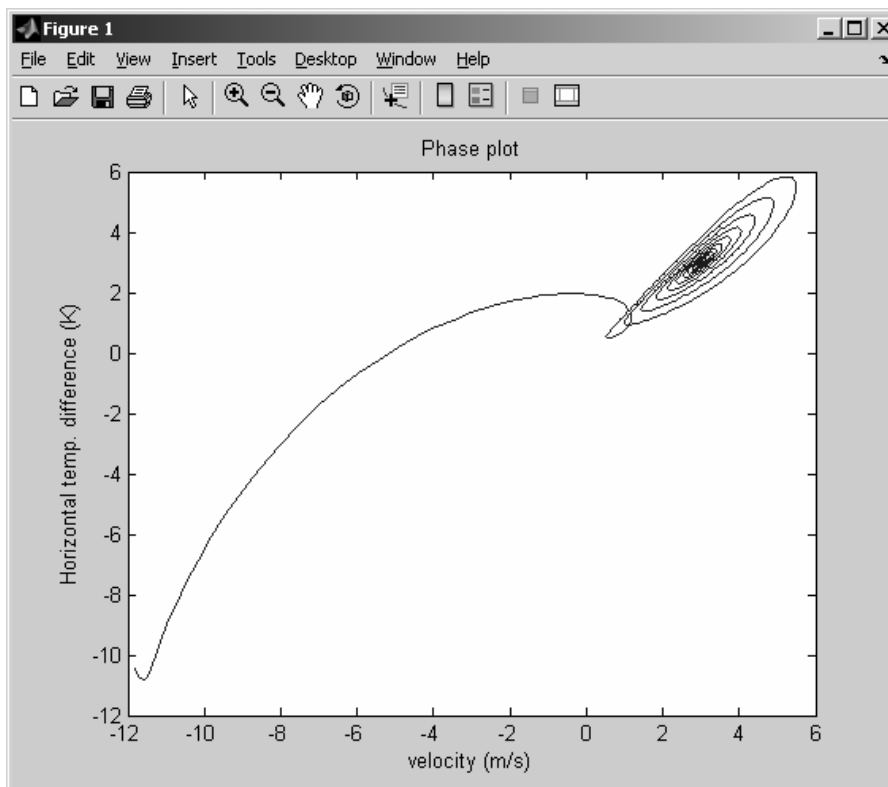 Figure 1
File Edit View Insert Tools Desktop Window Help
Phase plot
Horizontal temp. difference (K)
6
4
2
0
-2
-4
-6
-8
-10
-12
-12 -10 -8 -6 -4 -2 0 2 4 6
velocity (m/s)